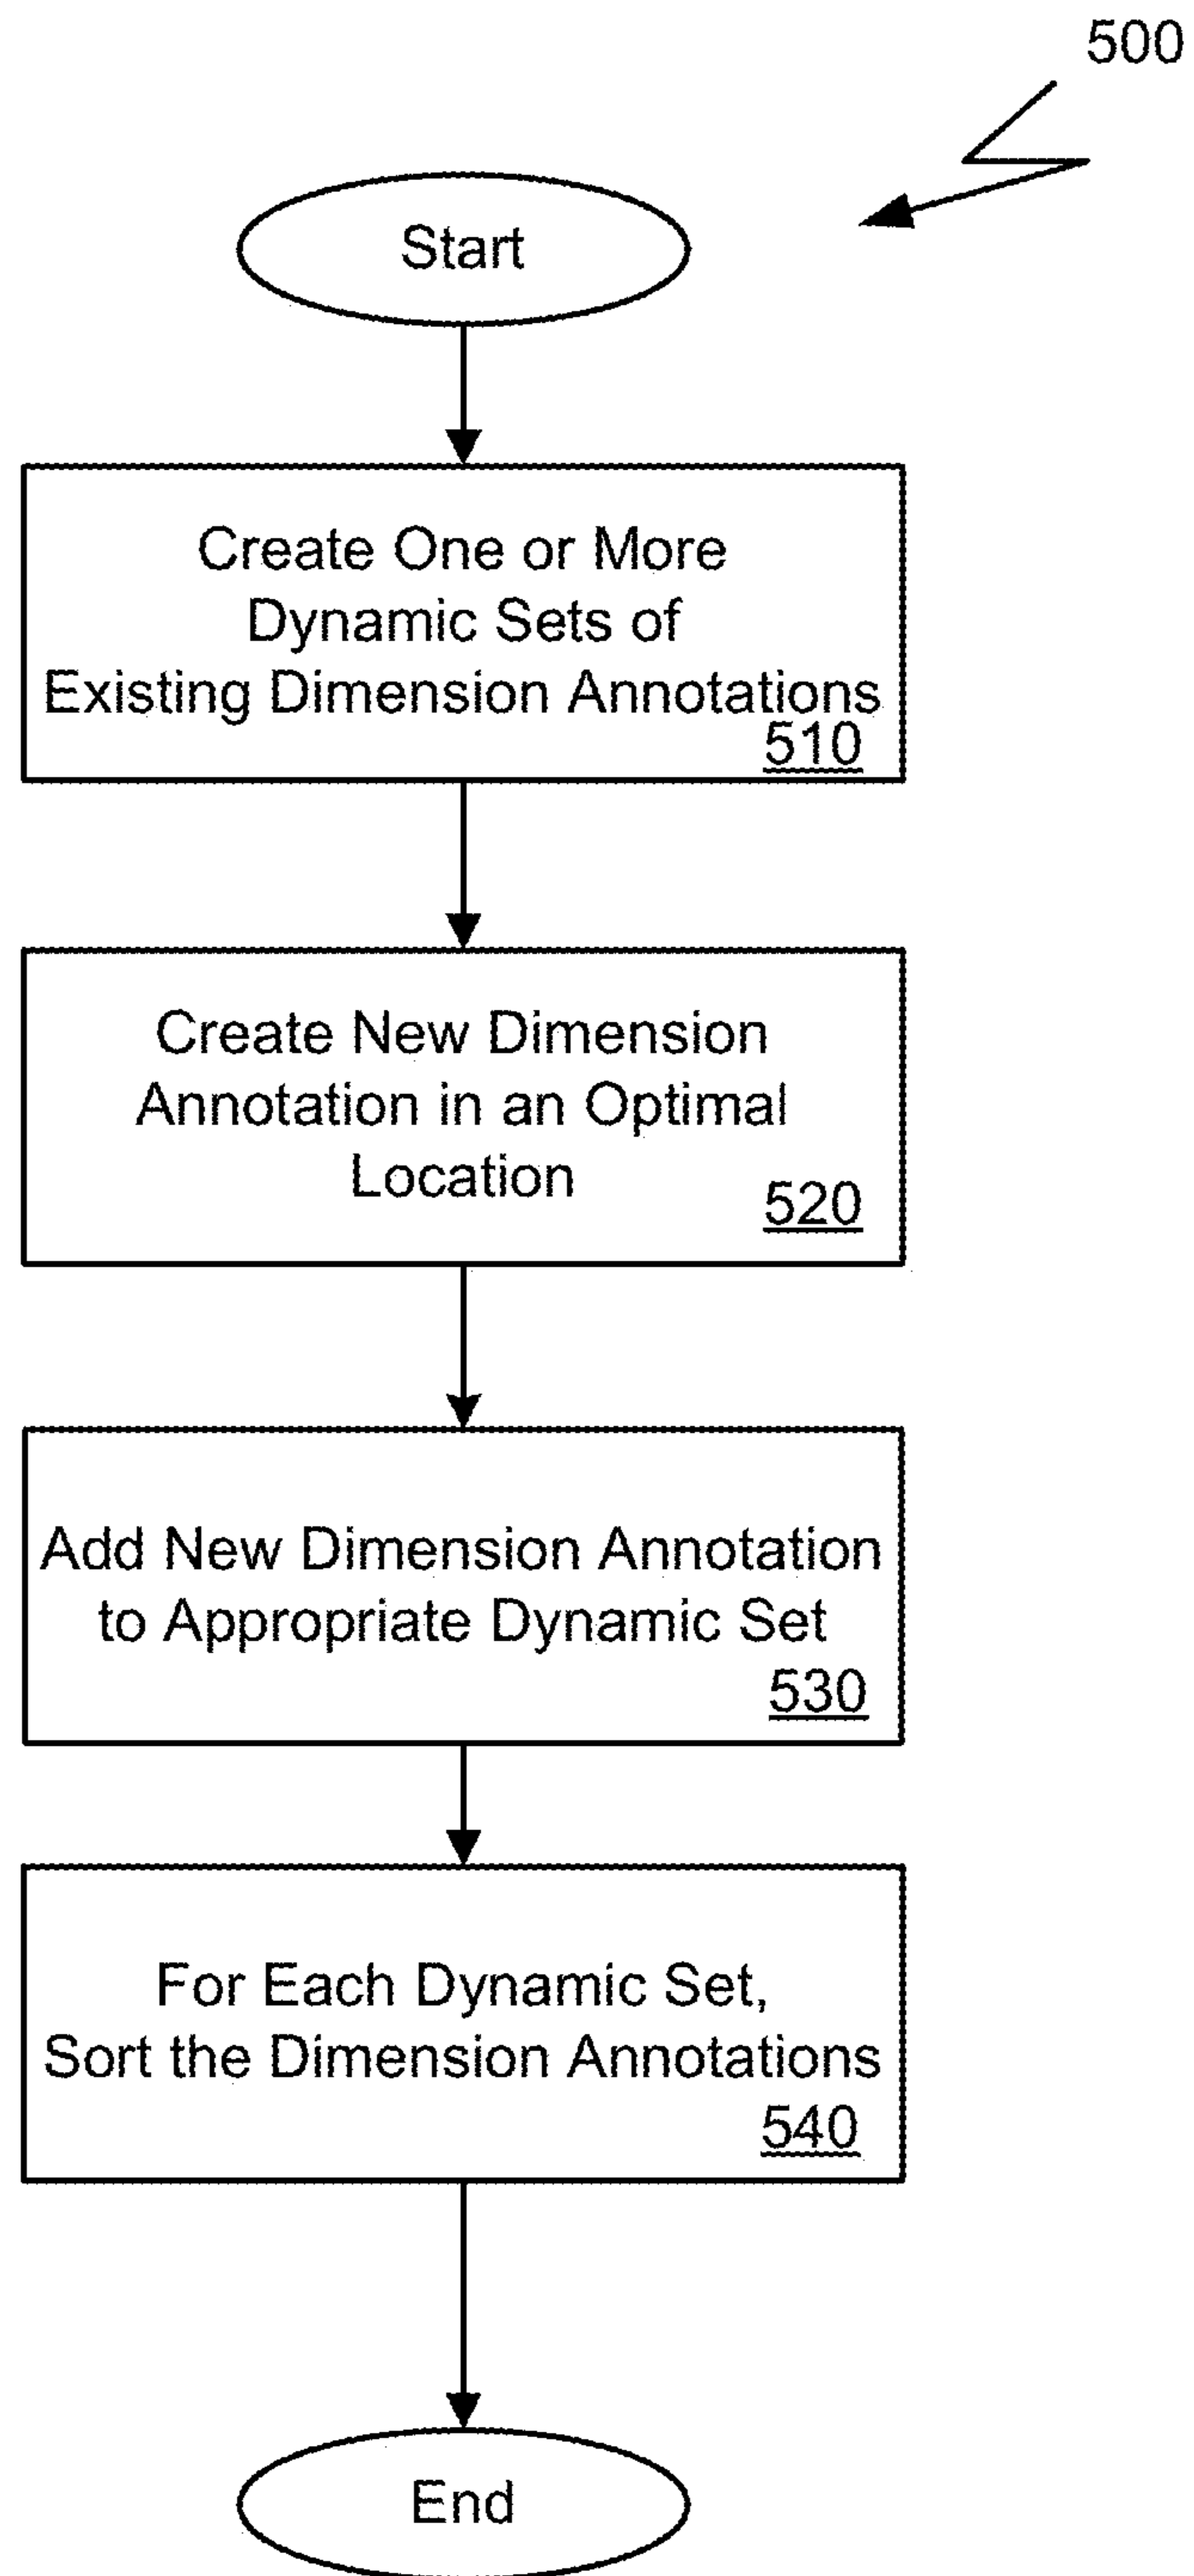 500
Start
Create One or More
Dynamic Sets of
Existing Dimension Annotations
510
Create New Dimension
Annotation in an Optimal
Location
520
Add New Dimension Annotation
to Appropriate Dynamic Set
530
For Each Dynamic Set,
Sort the Dimension Annotations
540
End